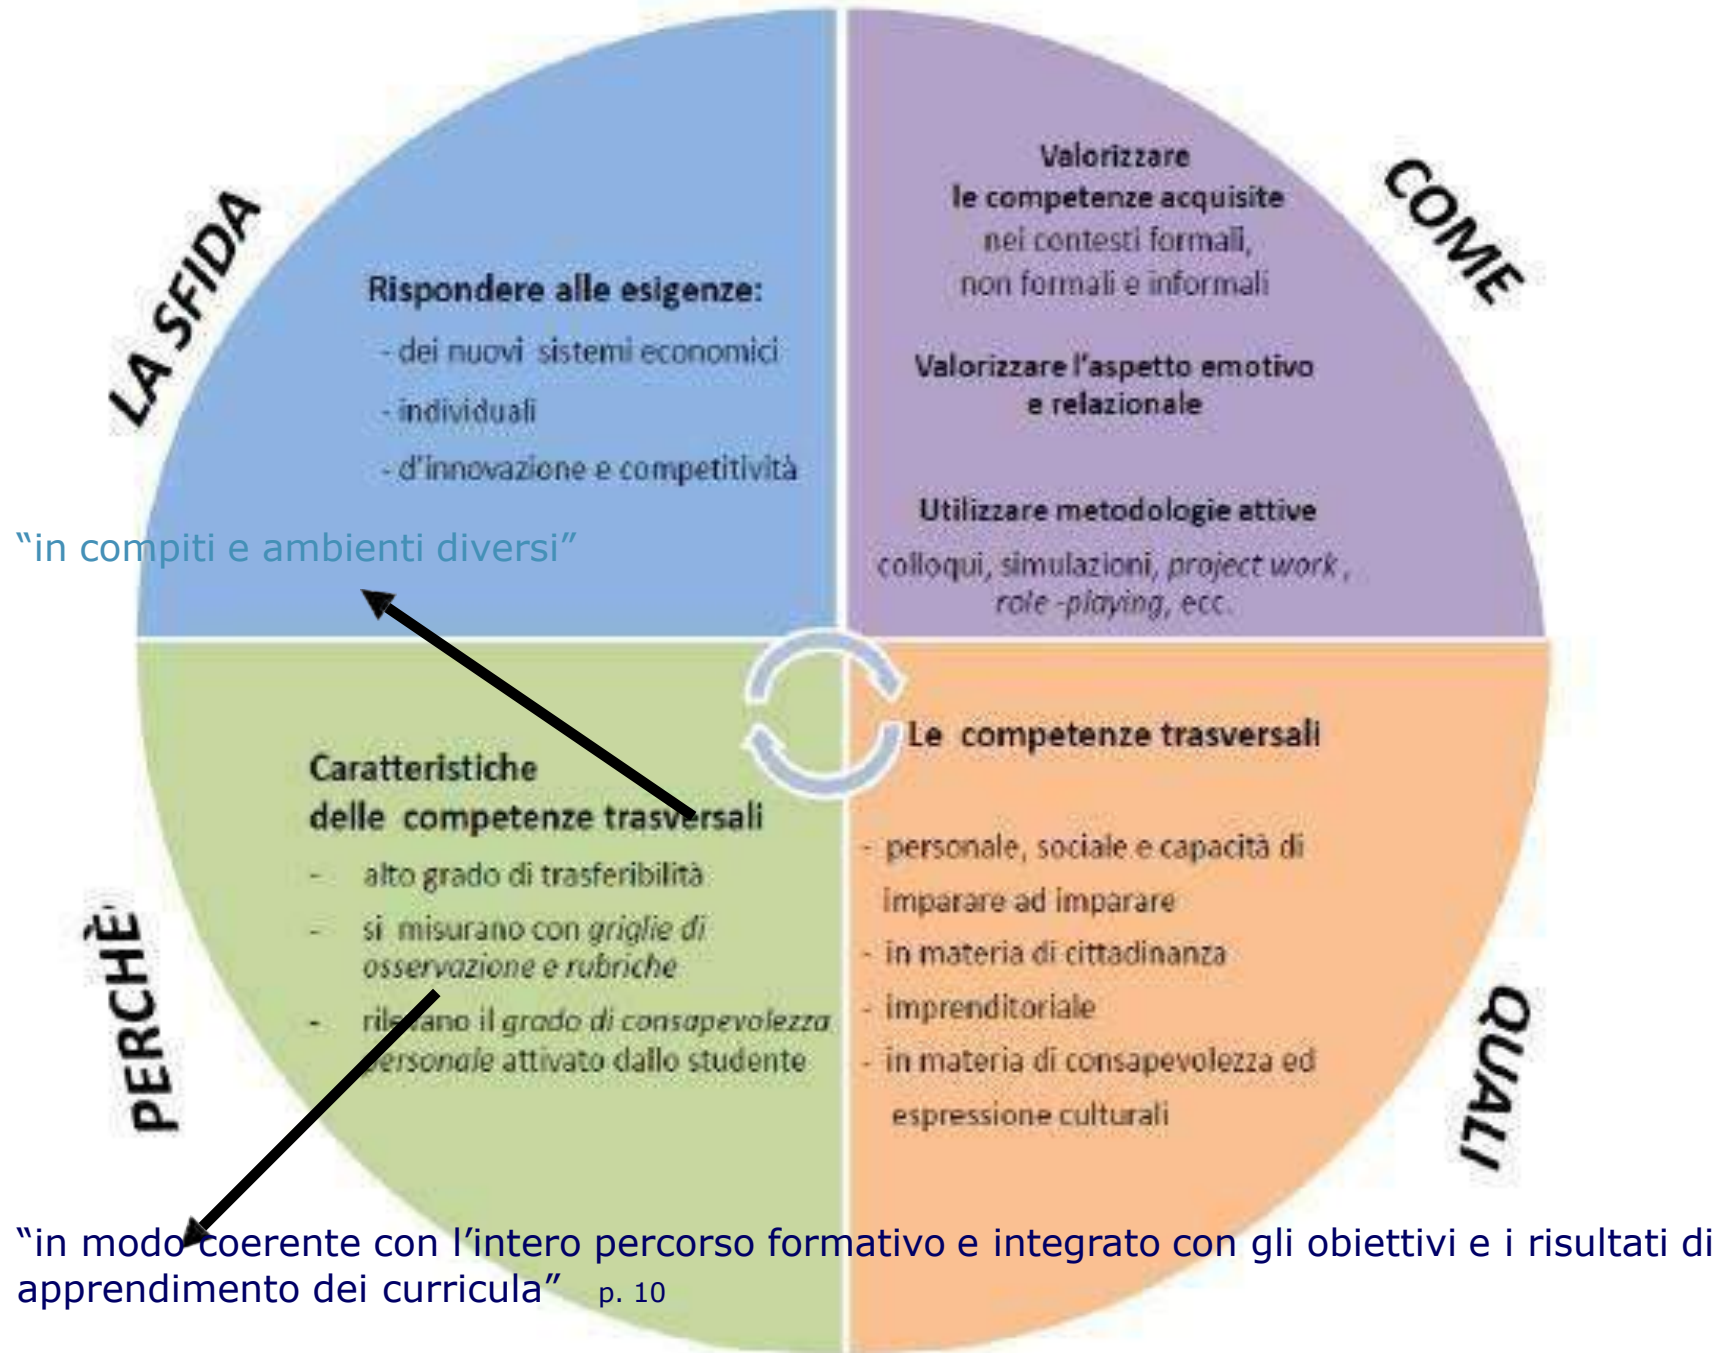 LA SFIDA
Rispondere alle esigenze:
- dei nuovi sistemi economici
- individuali
- d'innovazione e competitività
“in compiti e ambienti diversi”
COME
Valorizzare
le competenze acquisite
nei contesti formali,
non formali e informali
Valorizzare l'aspetto emotivo
e relazionale
Utilizzare metodologie attive
colloqui, simulazioni, project work ,
role -playing, ecc.
PERCHÈ
Caratteristiche
delle competenze trasversali
- alto grado di trasferibilità
- si misurano con griglie di
osservazione e rubriche
- rilevano il grado di consapevolezza
personale attivato dallo studente
QUALI
Le competenze trasversali
- personale, sociale e capacità di
imparare ad imparare
- in materia di cittadinanza
- imprenditoriale
- in materia di consapevolezza ed
espressione culturali
“in modo coerente con l’intero percorso formativo e integrato con gli obiettivi e i risultati di
apprendimento dei curricula” p. 10